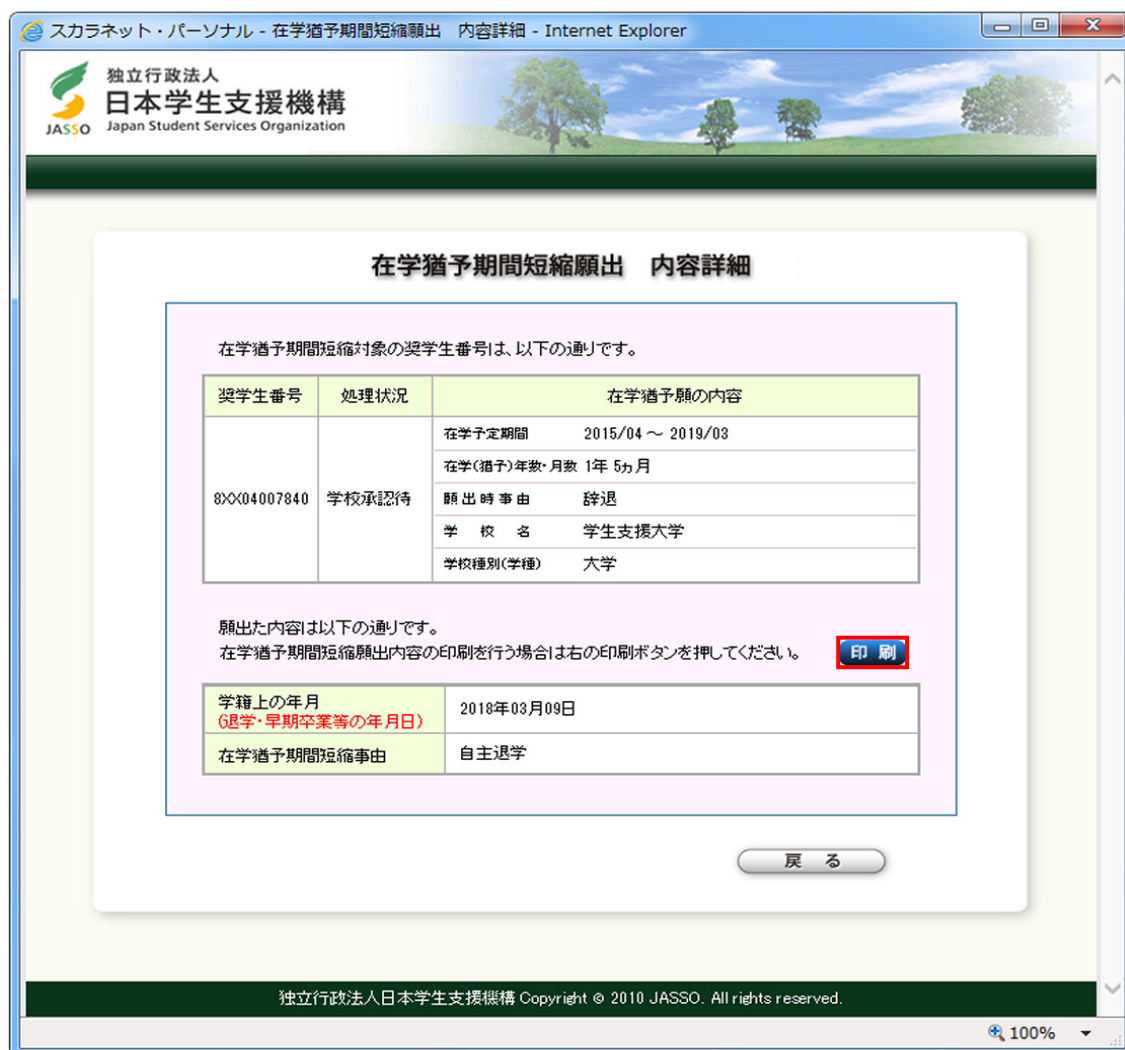 スカラネット・パーソナル - 在学猶予期間短縮願出 内容詳細 - Internet Explorer
独立行政法人
日本学生支援機構
JASSO Japan Student Services Organization
在学猶予期間短縮願出 内容詳細
在学猶予期間短縮対象の奨学生番号は、以下の通りです。
奨学生番号 処理状況 在学猶予願の内容
在学予定期間 2015/04 ～ 2019/03
在学(猶予)年数・月数 1年 5ヵ月
8XX04007840 学校承認待 願出時事由 辞退
学 校 名 学生支援大学
学校種別(学種) 大学
願出た内容は以下の通りです。
在学猶予期間短縮願出内容の印刷を行う場合は右の印刷ボタンを押してください。 印 刷
学籍上の年月
(退学・早期卒業等の年月日) 2018年03月09日
在学猶予期間短縮事由 自主退学
戻 る
独立行政法人日本学生支援機構 Copyright © 2010 JASSO. All rights reserved.
100%